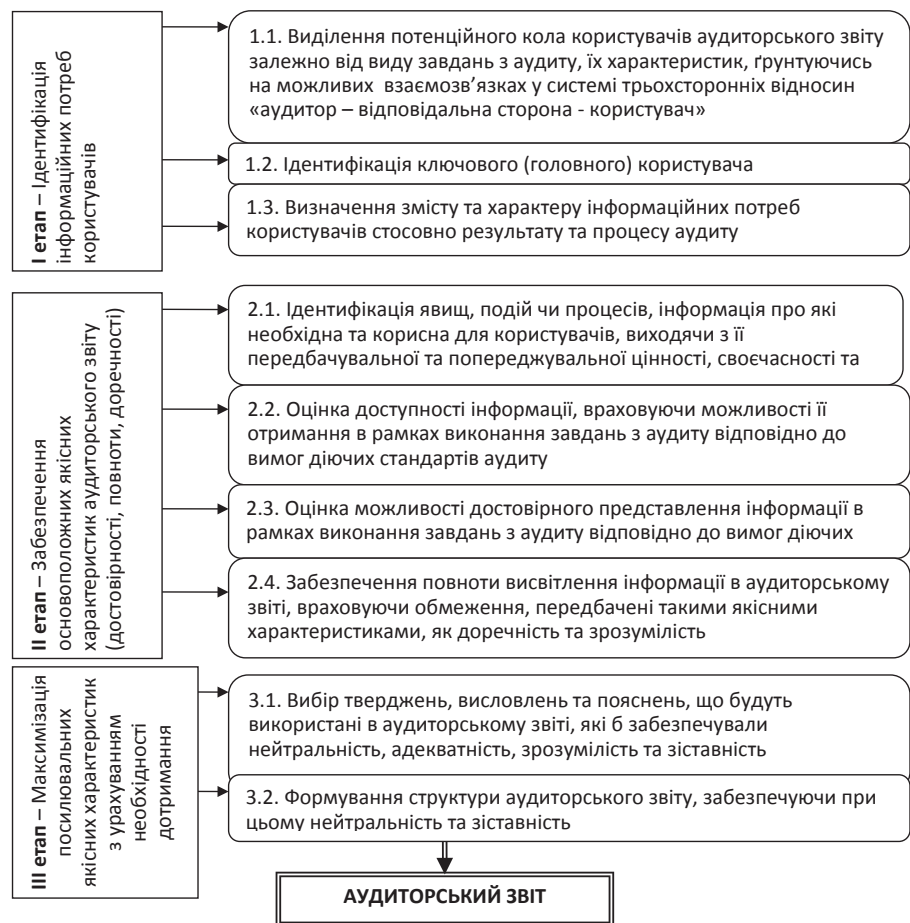 І етап – Ідентифікація
інформаційних потреб
користувачів
1.1. Виділення потенційного кола користувачів аудиторського звіту
залежно від виду завдань з аудиту, їх характеристик, ґрунтуючись
на можливих взаємозв’язках у системі трьохсторонніх відносин
«аудитор – відповідальна сторона - користувач»
1.2. Ідентифікація ключового (головного) користувача
1.3. Визначення змісту та характеру інформаційних потреб
користувачів стосовно результату та процесу аудиту
ІІ етап – Забезпечення
основоположних якісних
характеристик аудиторського звіту
(достовірності, повноти, доречності)
2.1. Ідентифікація явищ, подій чи процесів, інформація про які
необхідна та корисна для користувачів, виходячи з її
передбачувальної та попереджувальної цінності, своєчасності та
2.2. Оцінка доступності інформації, враховуючи можливості її
отримання в рамках виконання завдань з аудиту відповідно до
вимог діючих стандартів аудиту
2.3. Оцінка можливості достовірного представлення інформації в
рамках виконання завдань з аудиту відповідно до вимог діючих
2.4. Забезпечення повноти висвітлення інформації в аудиторському
звіті, враховуючи обмеження, передбачені такими якісними
характеристиками, як доречність та зрозумілість
ІІІ етап – Максимізація
посилювальних
якісних характеристик
з урахуванням
необхідності
дотримання
3.1. Вибір тверджень, висловлень та пояснень, що будуть
використані в аудиторському звіті, які б забезпечували
нейтральність, адекватність, зрозумілість та зіставність
3.2. Формування структури аудиторського звіту, забезпечуючи при
цьому нейтральність та зіставність
АУДИТОРСЬКИЙ ЗВІТ